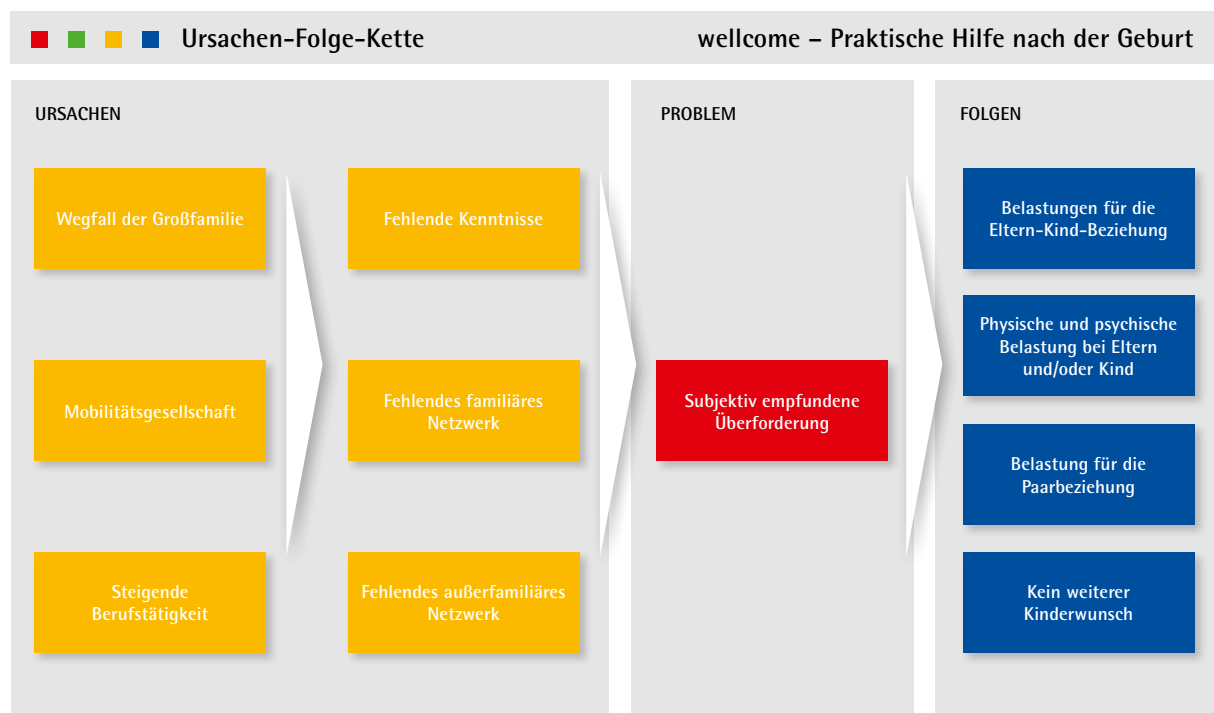 Ursachen-Folge-Kette
wellcome – Praktische Hilfe nach der Geburt
URSACHEN
Wegfall der Großfamilie
Mobilitätsgesellschaft
Steigende
Berufstätigkeit
Fehlende Kenntnisse
Fehlendes familiäres
Netzwerk
Fehlendes außerfamiliäres
Netzwerk
PROBLEM
Subjektiv empfundene
Überforderung
FOLGEN
Belastungen für die
Eltern-Kind-Beziehung
Physische und psychische
Belastung bei Eltern
und/oder Kind
Belastung für die
Paarbeziehung
Kein weiterer
Kinderwunsch